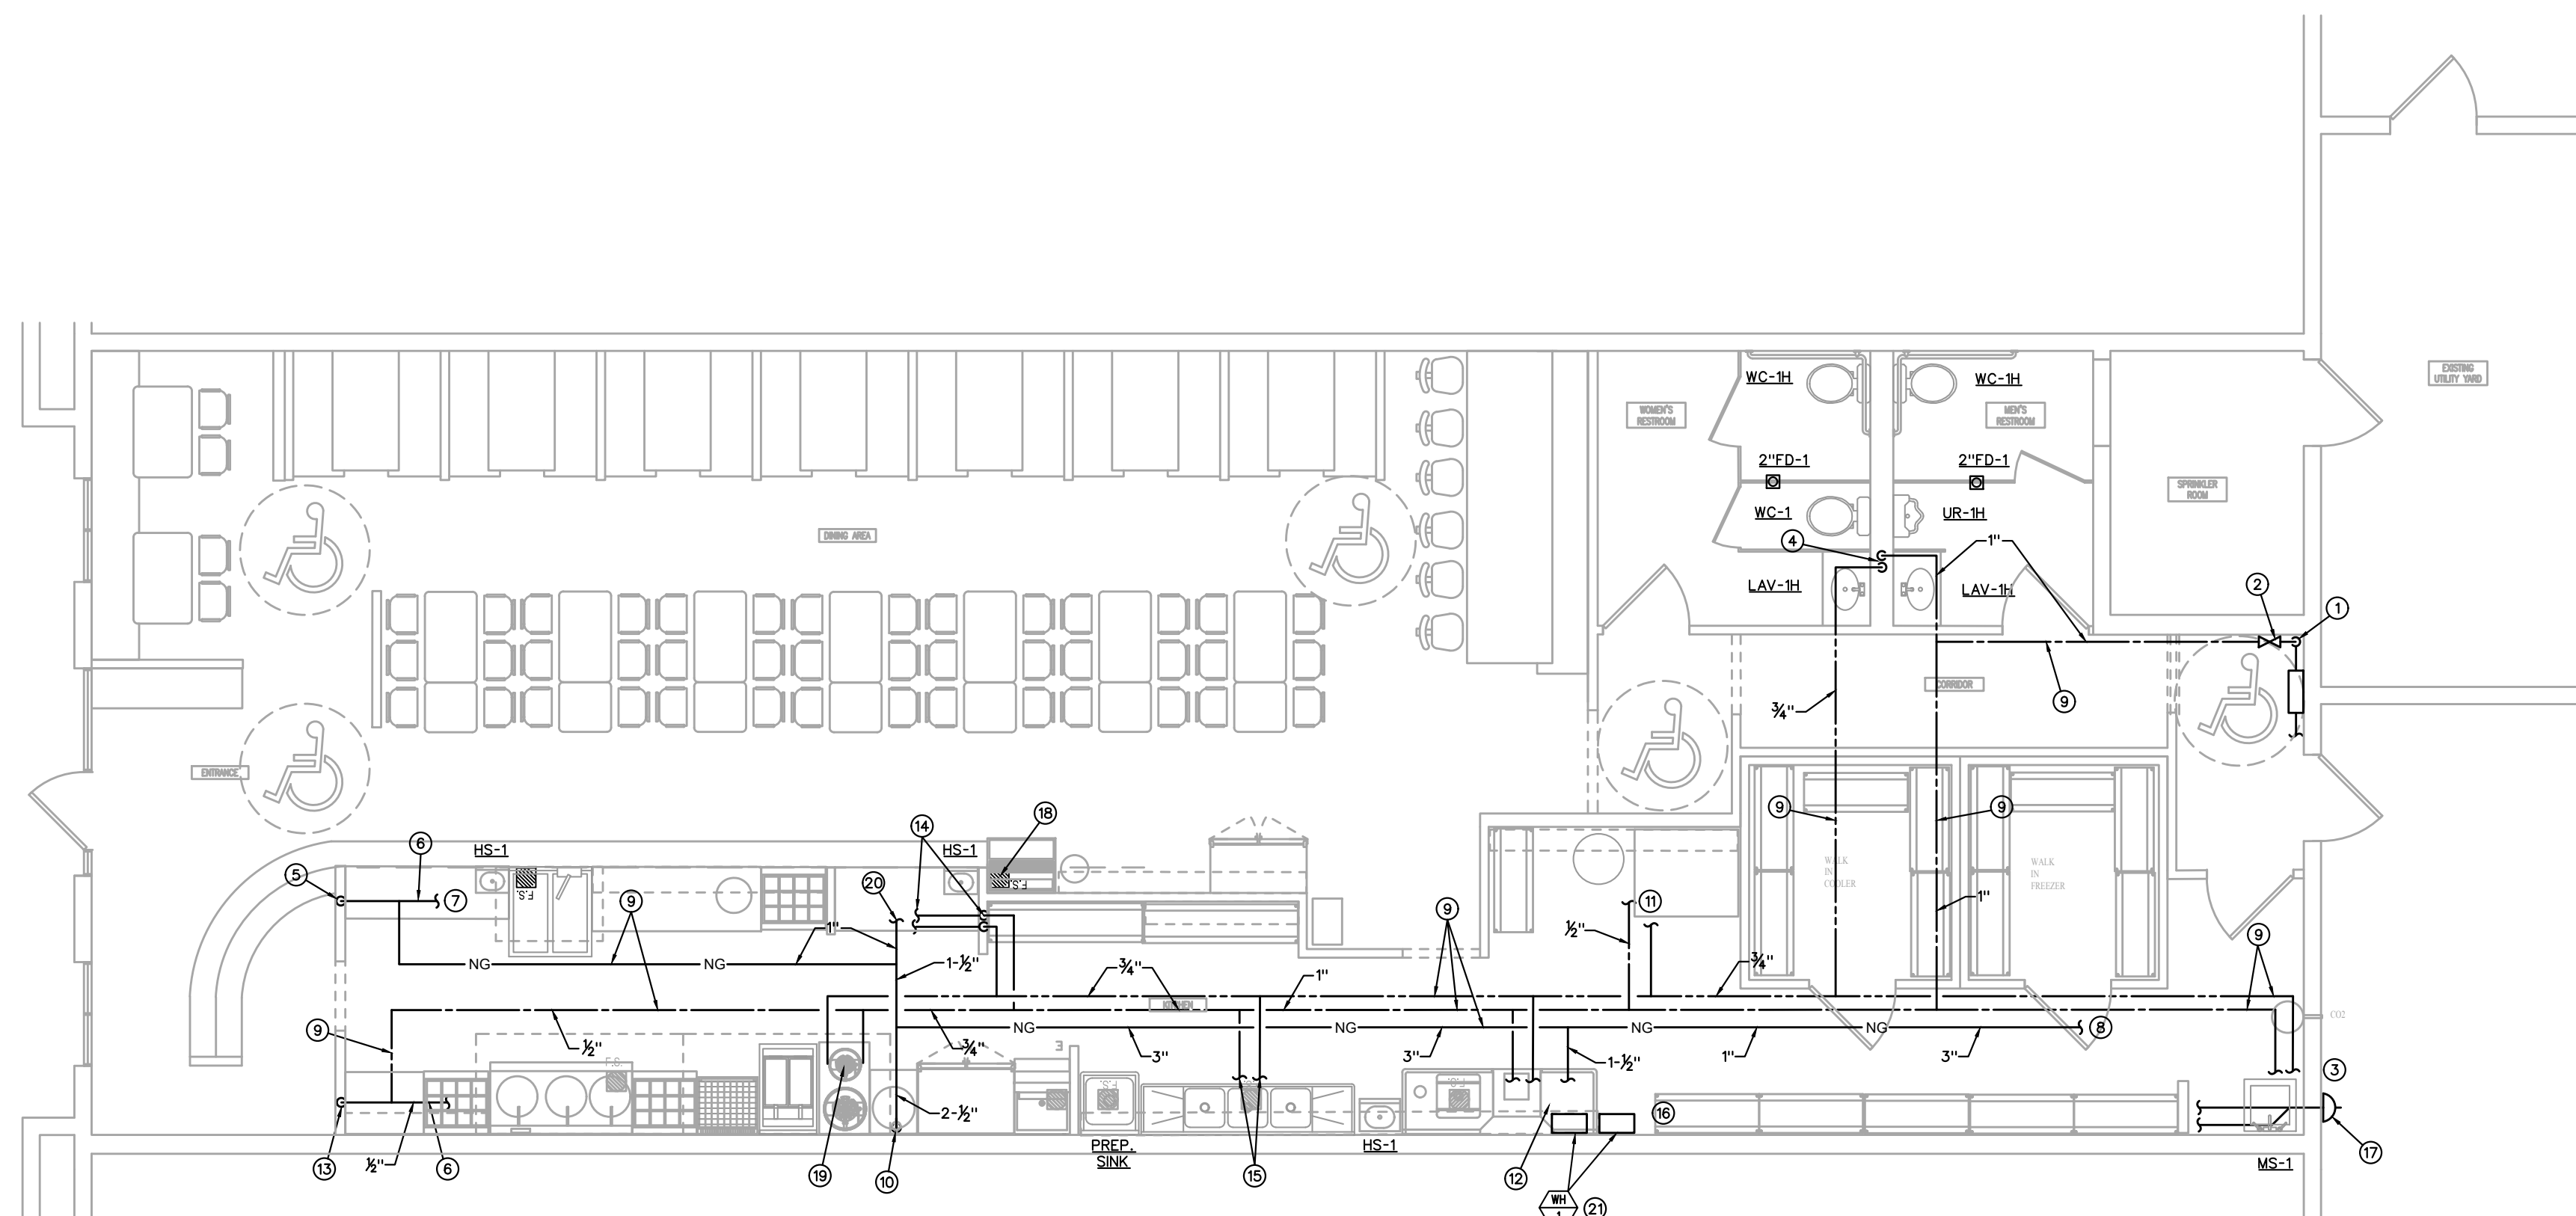 EXISTING
UTILITY YARD
WC-1H
WC-1H
WOMEN'S
RESTROOM
MEN'S
RESTROOM
2"FD-1
2"FD-1
SPRINKLER
ROOM
WC-1
UR-1H
DINING AREA
4
1"
LAV-1H
LAV-1H
2
1
CORRIDOR
9
3/4"
ENTRANCE
18
9
9
14
6
HS-1
HS-1
WALK
IN
COOLER
WALK
IN
FREEZER
5
7
F.S.
9
20
F.S.
9
11
1"
1"
1/2"
9
NG
NG
1-1/2"
3/4"
1"
3/4"
KITCHEN
CO2
9
NG
NG
NG
NG
8
1/2"
3/4"
3"
3"
1-1/2"
1"
3"
F.S.
3
19
2-1/2"
F.S.
F.S.
16
13
1/2"
6
10
PREP.
SINK
15
HS-1
12
MS-1
17
WH
1
21